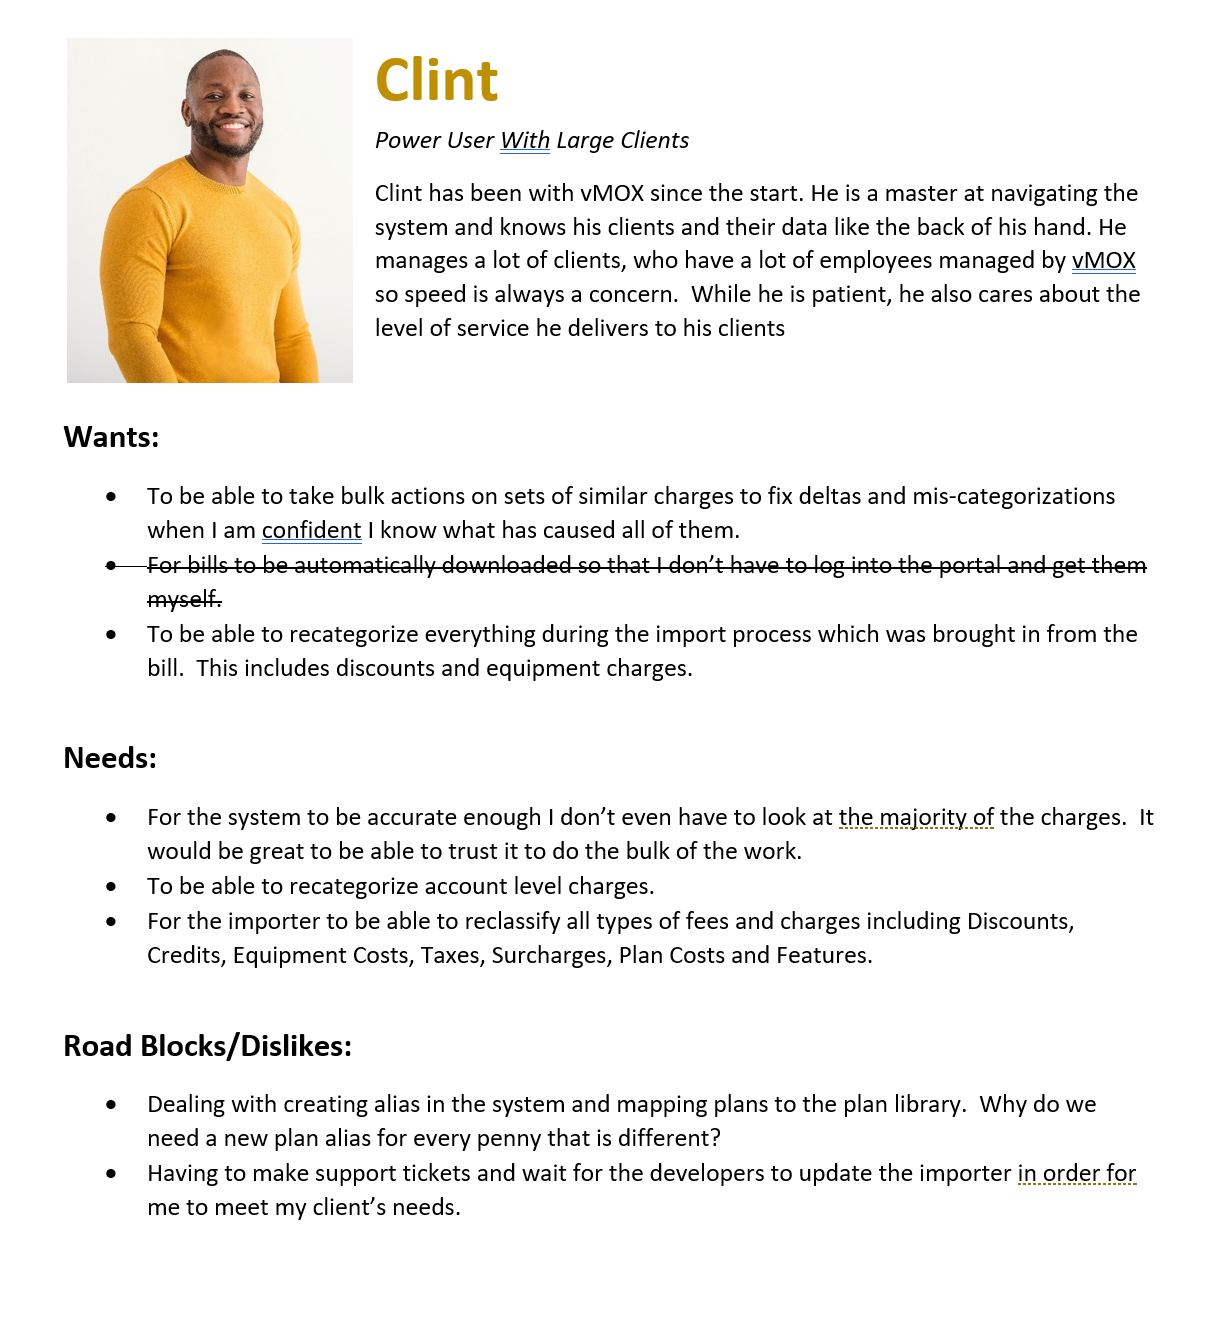 Clint
Power User With Large Clients
Clint has been with vMOX since the start. He is a master at navigating the
system and knows his clients and their data like the back of his hand. He
manages a lot of clients, who have a lot of employees managed by vMOX
so speed is always a concern.  While he is patient, he also cares about the
level of service he delivers to his clients
Wants:
• To be able to take bulk actions on sets of similar charges to fix deltas and mis-categorizations
when I am confident I know what has caused all of them.
• For bills to be automatically downloaded so that I don’t have to log into the portal and get them
myself.
• To be able to recategorize everything during the import process which was brought in from the
bill.  This includes discounts and equipment charges.
Needs:
• For the system to be accurate enough I don’t even have to look at the majority of the charges.  It
would be great to be able to trust it to do the bulk of the work.
• To be able to recategorize account level charges.
• For the importer to be able to reclassify all types of fees and charges including Discounts,
Credits, Equipment Costs, Taxes, Surcharges, Plan Costs and Features.
Road Blocks/Dislikes:
• Dealing with creating alias in the system and mapping plans to the plan library.  Why do we
need a new plan alias for every penny that is different?
• Having to make support tickets and wait for the developers to update the importer in order for
me to meet my client’s needs.